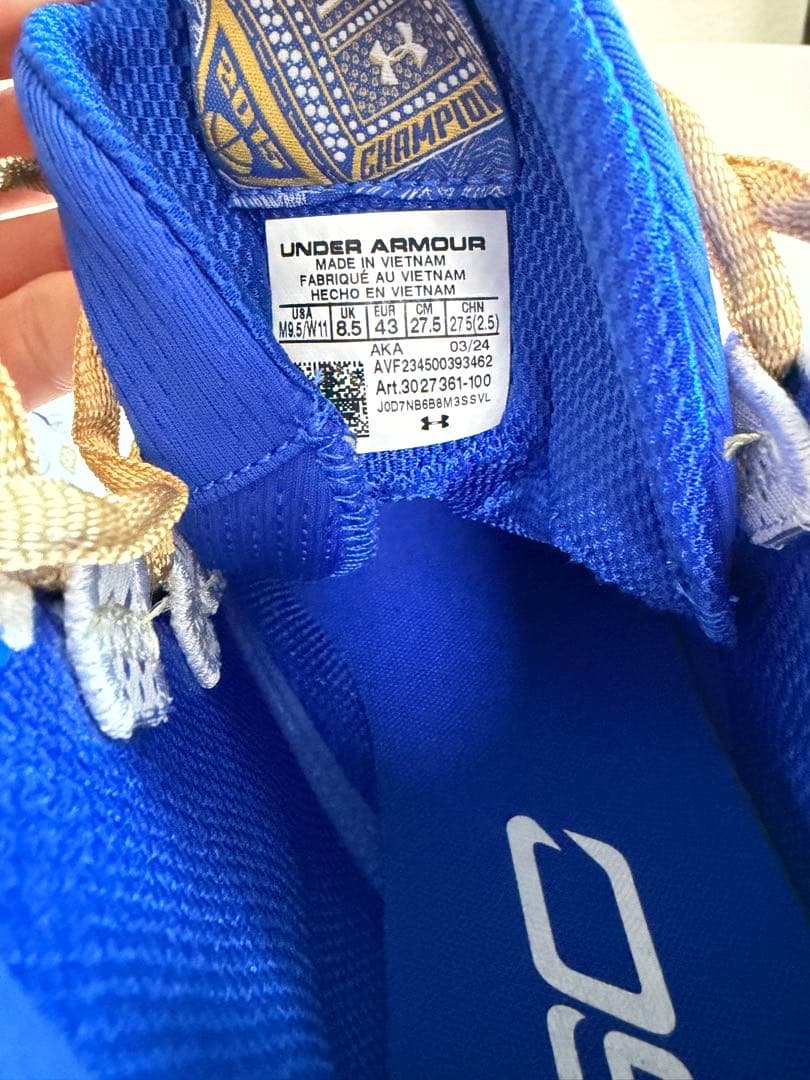 2015
CHAMPION
UNDER ARMOUR
MADE IN VIETNAM
FABRIQUÉ AU VIETNAM
HECHO EN VIETNAM
USA UK EUR CM CHN
M9.5/W11 8.5 43 27.5 275(2.5)
AKA 03/24
AVF234500393462
Art.3027361-100
J0D7NB6B8M3SSVL